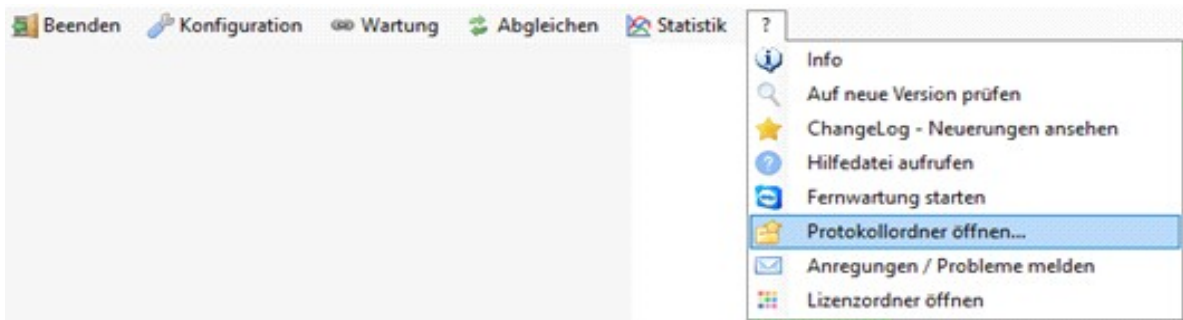 Beenden Konfiguration Wartung Abgleichen Statistik ?
Info
Auf neue Version prüfen
ChangeLog - Neuerungen ansehen
Hilfedatei aufrufen
Fernwartung starten
Protokollordner öffnen...
Anregungen / Probleme melden
Lizenzordner öffnen